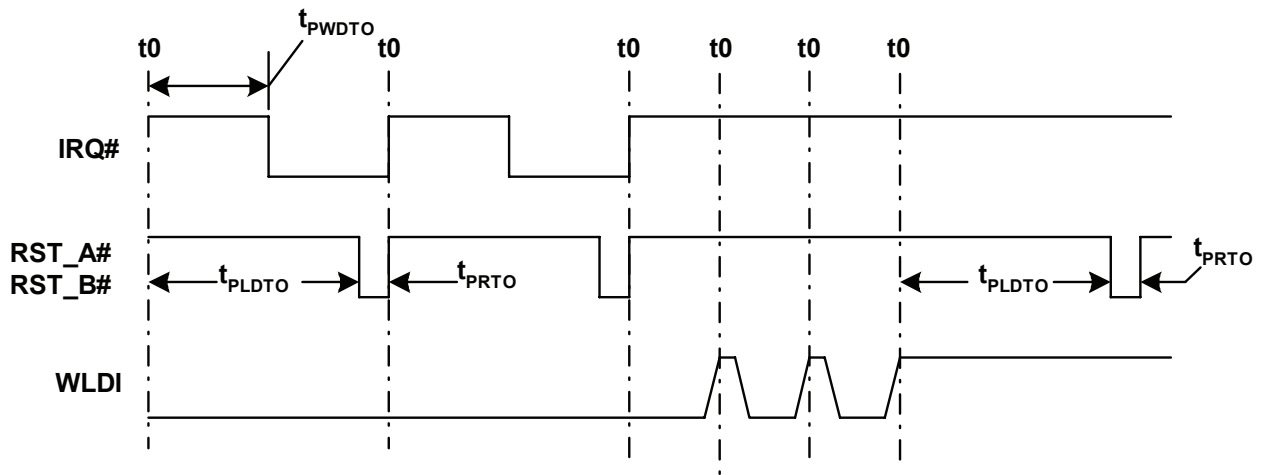 tPWDTO
t0 t0 t0 t0 t0 t0
IRQ#
RST_A#
RST_B#
tPLDTO tPRTO tPLDTO tPRTO
WLDI